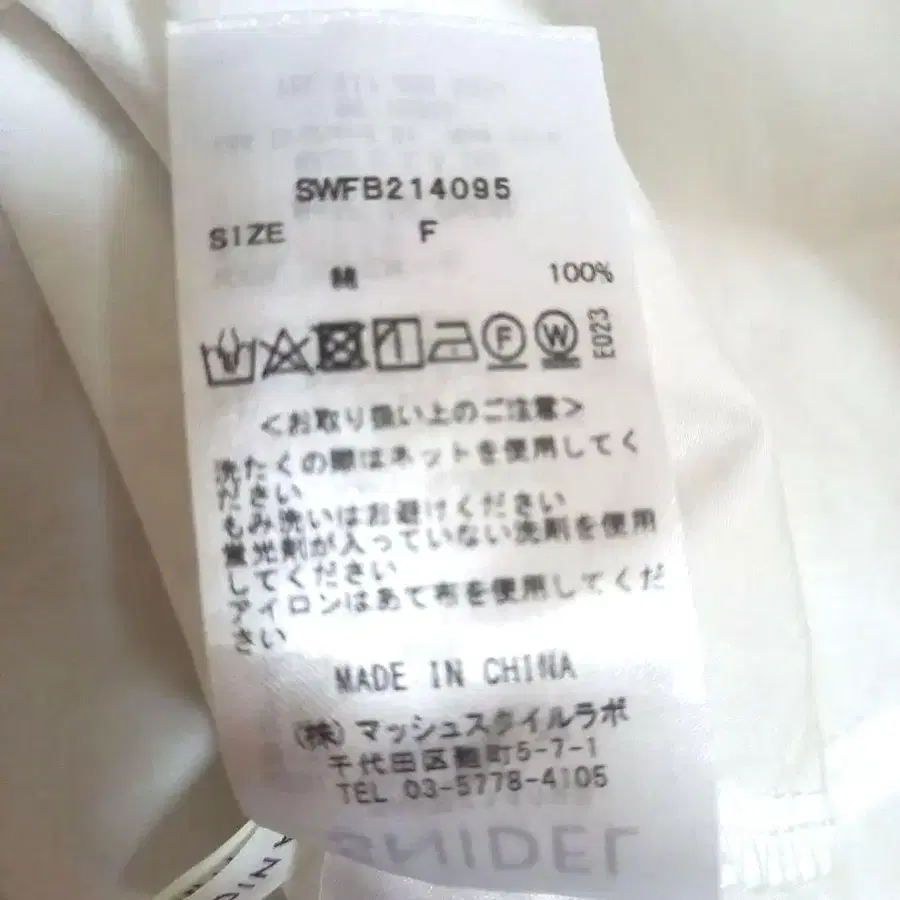 SWFB214095
SIZE F
綿 100%
F W E023
<お取り扱い上のご注意>
洗たくの際はネットを使用してく
ださい
もみ洗いはお避けください
蛍光剤が入っていない洗剤を使用
してください
アイロンはあて布を使用してくだ
さい
MADE IN CHINA
(株)マッシュスタイルラボ
千代田区麹町5-7-1
TEL 03-5778-4105
SNIDEL